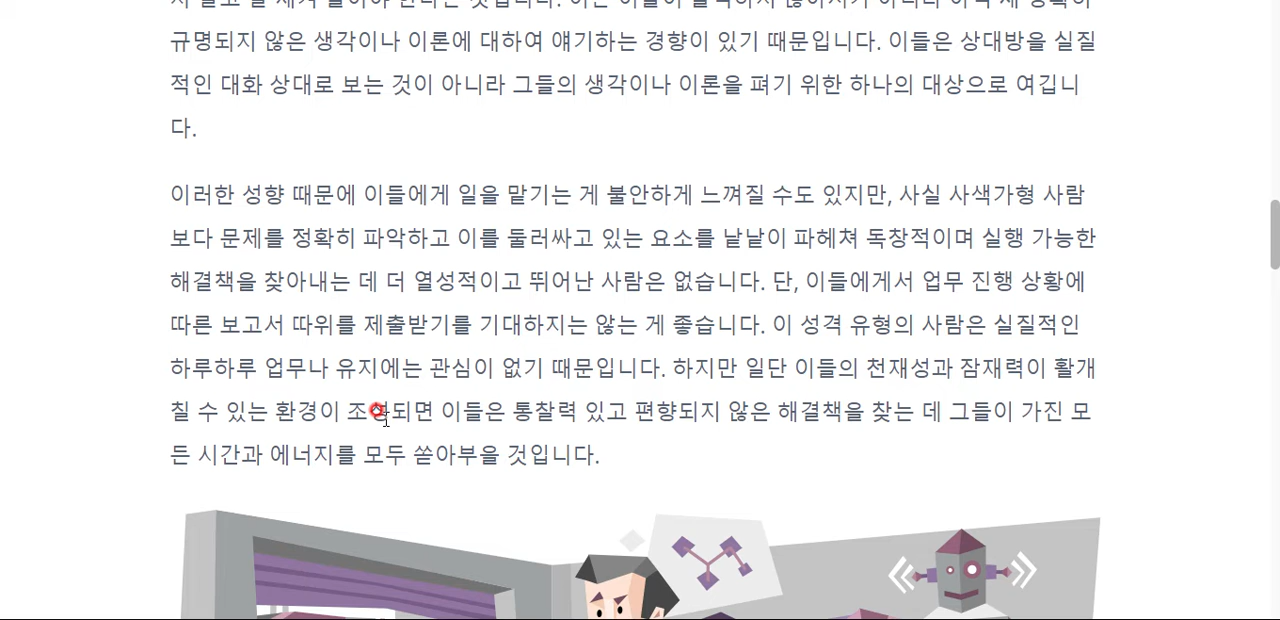 규명되지 않은 생각이나 이론에 대하여 얘기하는 경향이 있기 때문입니다. 이들은 상대방을 실질
적인 대화 상대로 보는 것이 아니라 그들의 생각이나 이론을 펴기 위한 하나의 대상으로 여깁니
다.
이러한 성향 때문에 이들에게 일을 맡기는 게 불안하게 느껴질 수도 있지만, 사실 사색가형 사람
보다 문제를 정확히 파악하고 이를 둘러싸고 있는 요소를 낱낱이 파헤쳐 독창적이며 실행 가능한
해결책을 찾아내는 데 더 열성적이고 뛰어난 사람은 없습니다. 단, 이들에게서 업무 진행 상황에
따른 보고서 따위를 제출받기를 기대하지는 않는 게 좋습니다. 이 성격 유형의 사람은 실질적인
하루하루 업무나 유지에는 관심이 없기 때문입니다. 하지만 일단 이들의 천재성과 잠재력이 활개
칠 수 있는 환경이 이들은 통찰력 있고 편향되지 않은 해결책을 찾는 데 그들이 가진 모
든 시간과 에너지를 모두 쏟아부을 것입니다.